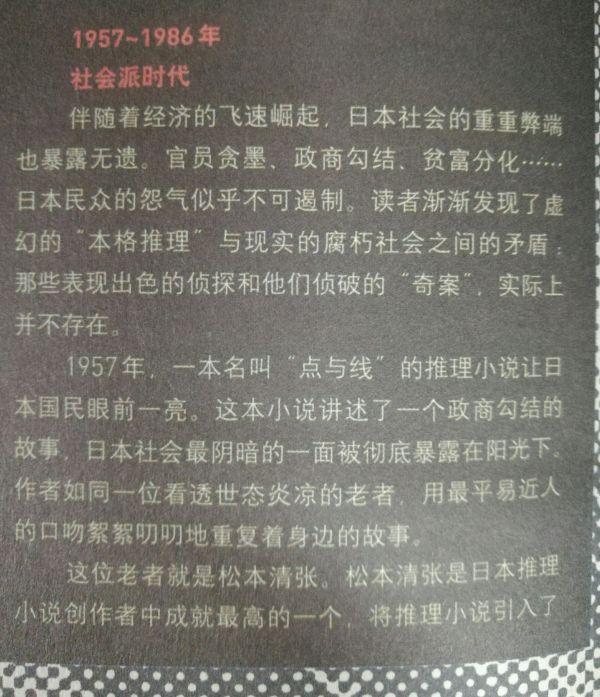 1957~1986年
社会派时代
伴随着经济的飞速崛起，日本社会的重重弊端
也暴露无遗。官员贪墨、政商勾结、贫富分化……
日本民众的怨气似乎不可遏制。读者渐渐发现了虚
幻的“本格推理”与现实的腐朽社会之间的矛盾：
那些表现出色的侦探和他们侦破的“奇案”，实际上
并不存在。
1957年，一本名叫“点与线”的推理小说让日
本国民眼前一亮。这本小说讲述了一个政商勾结的
故事，日本社会最阴暗的一面被彻底暴露在阳光下。
作者如同一位看透世态炎凉的老者，用最平易近人
的口吻絮絮叨叨地重复着身边的故事。
这位老者就是松本清张。松本清张是日本推理
小说创作者中成就最高的一个，将推理小说引入了